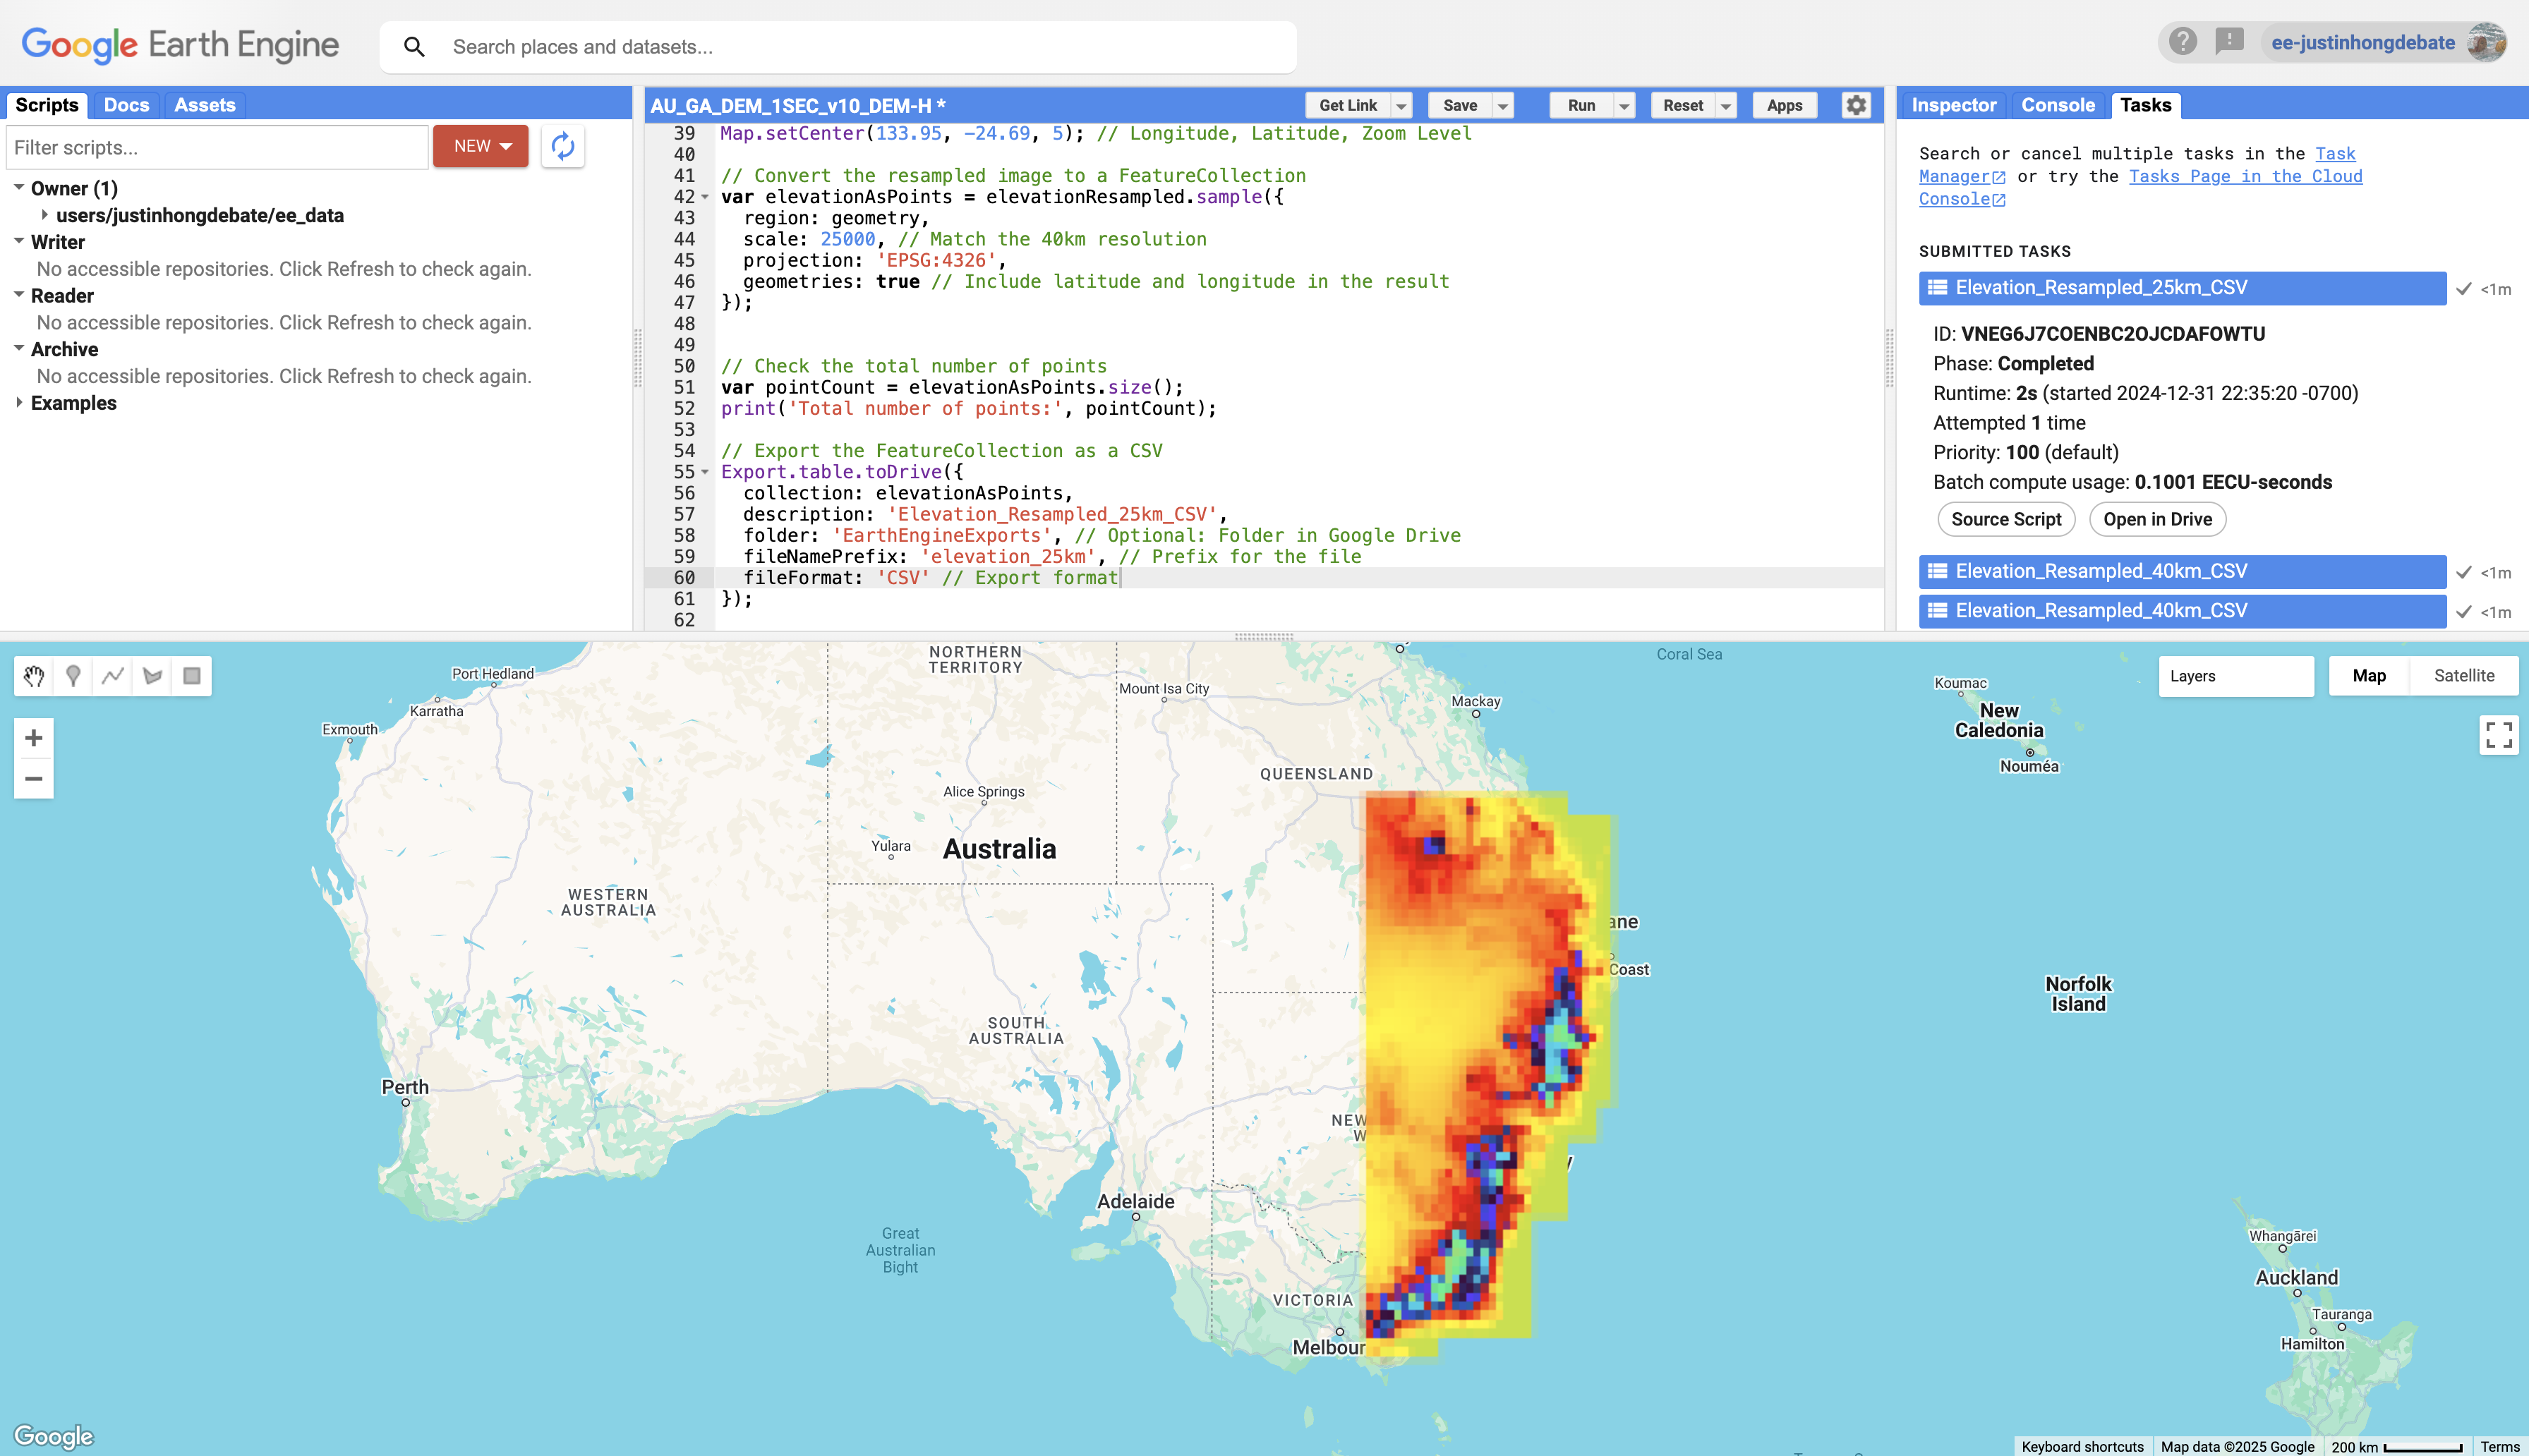 Google Earth Engine
Search places and datasets...
ee-justinhongdebate
Scripts
Docs
Assets
Filter scripts...
NEW
Owner (1)
users/justinhongdebate/ee_data
Writer
No accessible repositories. Click Refresh to check again.
Reader
No accessible repositories. Click Refresh to check again.
Archive
No accessible repositories. Click Refresh to check again.
Examples
AU_GA_DEM_1SEC_v10_DEM-H *
Get Link
Save
Run
Reset
Apps
39 Map.setCenter(133.95, -24.69, 5); // Longitude, Latitude, Zoom Level
40
41 // Convert the resampled image to a FeatureCollection
42 var elevationAsPoints = elevationResampled.sample({
43 region: geometry,
44 scale: 25000, // Match the 40km resolution
45 projection: 'EPSG:4326',
46 geometries: true // Include latitude and longitude in the result
47 });
48
49
50 // Check the total number of points
51 var pointCount = elevationAsPoints.size();
52 print('Total number of points:', pointCount);
53
54 // Export the FeatureCollection as a CSV
55 Export.table.toDrive({
56 collection: elevationAsPoints,
57 description: 'Elevation_Resampled_25km_CSV',
58 folder: 'EarthEngineExports', // Optional: Folder in Google Drive
59 fileNamePrefix: 'elevation_25km', // Prefix for the file
60 fileFormat: 'CSV' // Export format
61 });
62
Inspector
Console
Tasks
Search or cancel multiple tasks in the Task
Manager or try the Tasks Page in the Cloud
Console
SUBMITTED TASKS
Elevation_Resampled_25km_CSV
<1m
ID: VNEG6J7COENBC2OJCDAFOWTU
Phase: Completed
Runtime: 2s (started 2024-12-31 22:35:20 -0700)
Attempted 1 time
Priority: 100 (default)
Batch compute usage: 0.1001 EECU-seconds
Source Script
Open in Drive
Elevation_Resampled_40km_CSV
<1m
Elevation_Resampled_40km_CSV
<1m
Layers
Map
Satellite
Port Hedland
Karratha
Exmouth
NORTHERN
TERRITORY
Mount Isa City
Mackay
Coral Sea
Koumac
New
Caledonia
Nouméa
QUEENSLAND
Alice Springs
Yulara
Australia
WESTERN
AUSTRALIA
ane
Coast
Norfolk
Island
SOUTH
AUSTRALIA
Perth
NEW
W
y
Adelaide
Great
Australian
Bight
VICTORIA
Melbour
Whangārei
Auckland
Tauranga
Hamilton
Google
Keyboard shortcuts
Map data ©2025 Google
200 km
Terms